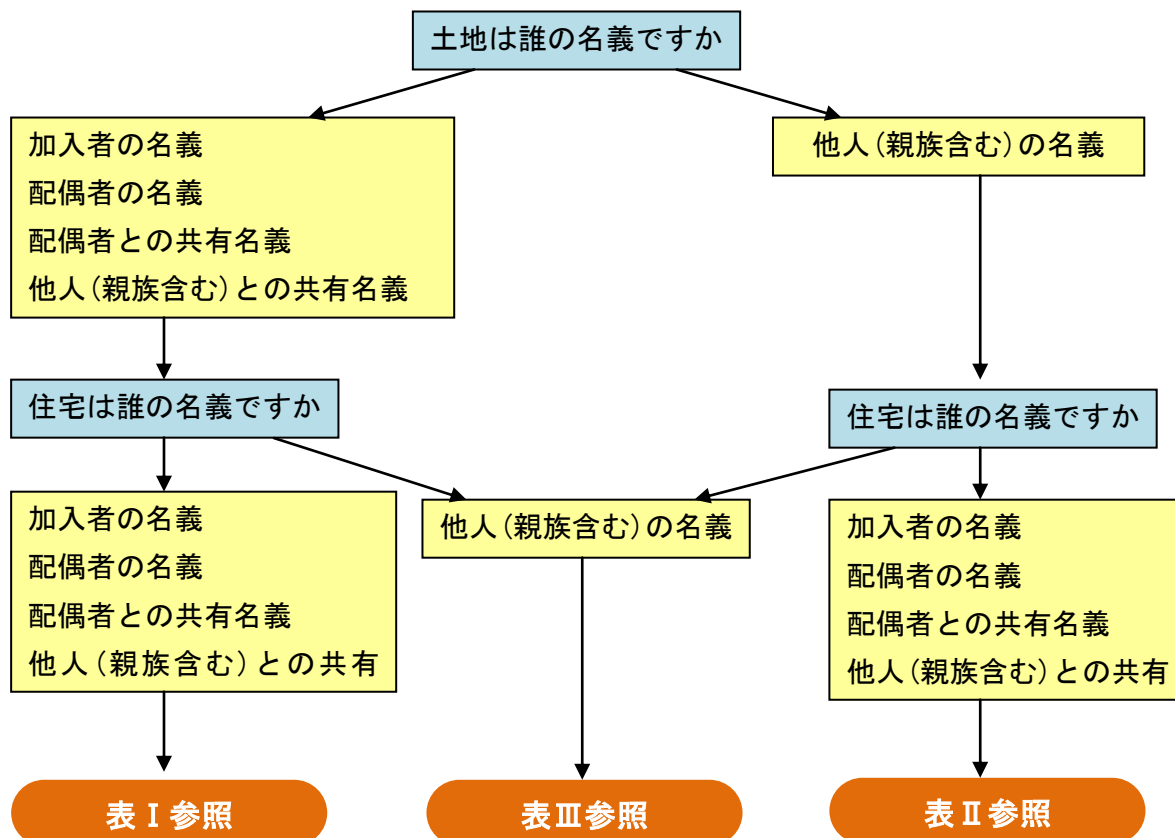 土地は誰の名義ですか
加入者の名義
配偶者の名義
配偶者との共有名義
他人(親族含む)との共有名義
他人(親族含む)の名義
住宅は誰の名義ですか
住宅は誰の名義ですか
加入者の名義
配偶者の名義
配偶者との共有名義
他人(親族含む)との共有
他人(親族含む)の名義
加入者の名義
配偶者の名義
配偶者との共有名義
他人(親族含む)との共有
表Ⅰ参照
表Ⅲ参照
表Ⅱ参照